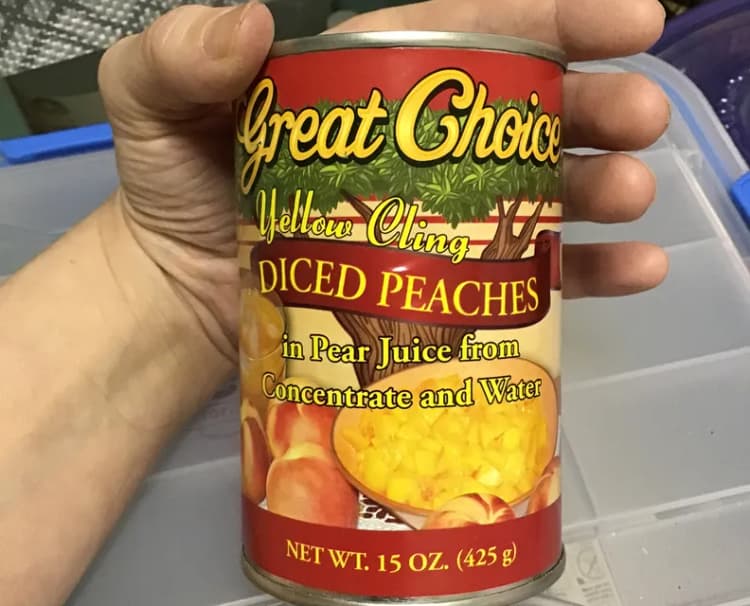 Great Choice
Yellow Cling
DICED PEACHES
in Pear Juice from
Concentrate and Water
NET WT. 15 OZ. (425 g)